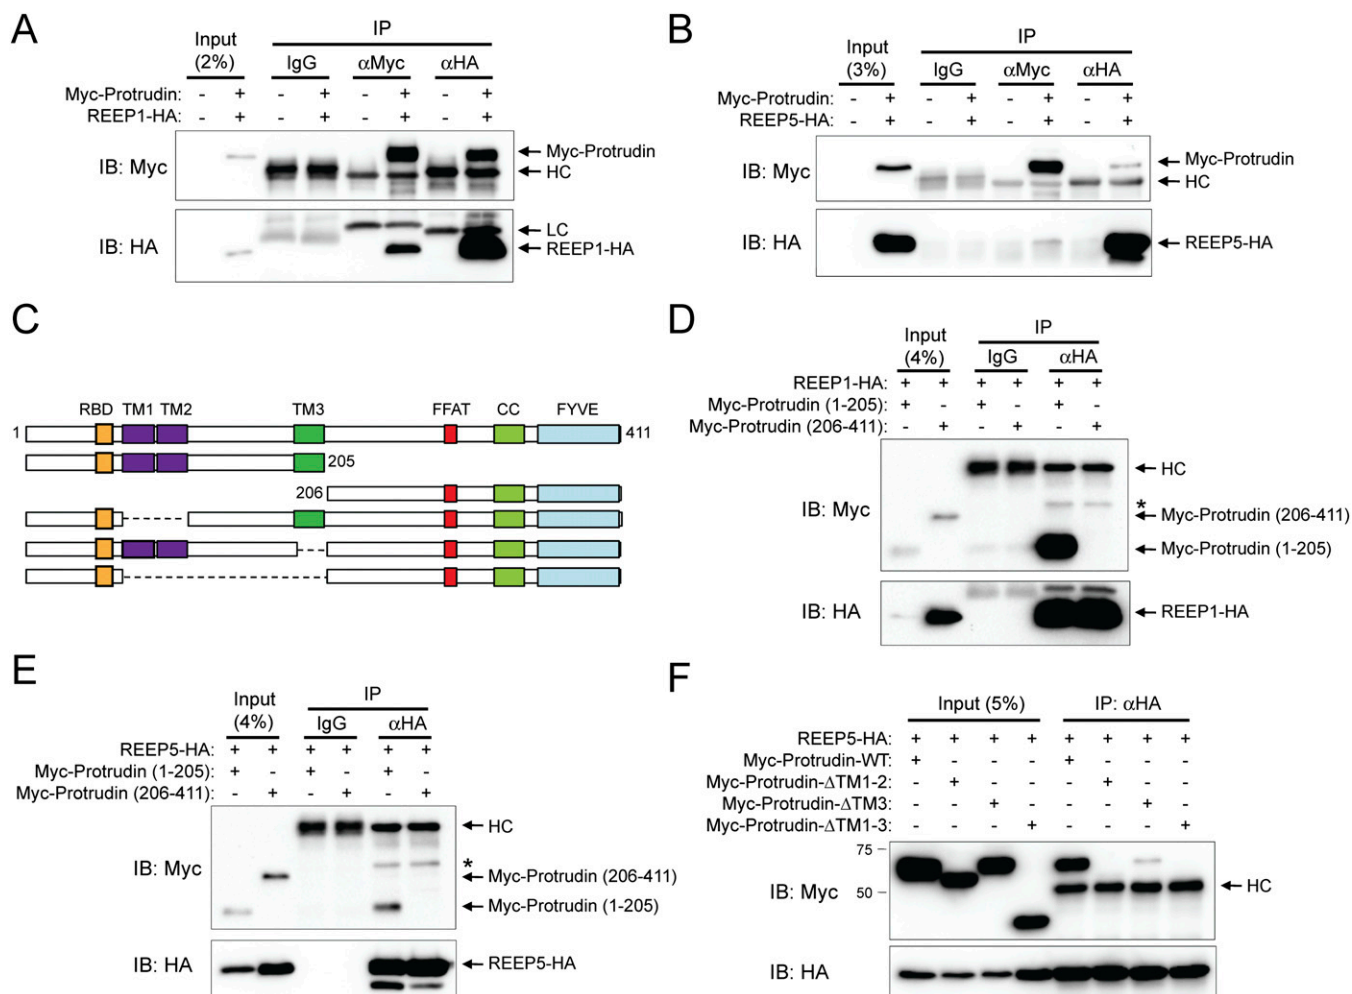 A
Input
(2%)
IP
IgG
αMyc
αHA
Myc-Protrudin: - + - + - + - +
REEP1-HA: - + - + - + - +
IB: Myc
Myc-Protrudin
HC
IB: HA
LC
REEP1-HA
B
Input
(3%)
IP
IgG
αMyc
αHA
Myc-Protrudin: - + - + - + - +
REEP5-HA: - + - + - + - +
IB: Myc
Myc-Protrudin
HC
IB: HA
REEP5-HA
C
RBD TM1 TM2 TM3 FFAT CC FYVE
1 411
205
206
D
Input
(4%)
IP
IgG
αHA
REEP1-HA: + + + + + +
Myc-Protrudin (1-205): + - + - + -
Myc-Protrudin (206-411): - + - + - +
IB: Myc
HC
*
Myc-Protrudin (206-411)
Myc-Protrudin (1-205)
IB: HA
REEP1-HA
E
Input
(4%)
IP
IgG
αHA
REEP5-HA: + + + + + +
Myc-Protrudin (1-205): + - + - + -
Myc-Protrudin (206-411): - + - + - +
IB: Myc
HC
*
Myc-Protrudin (206-411)
Myc-Protrudin (1-205)
IB: HA
REEP5-HA
F
Input (5%)
IP: αHA
REEP5-HA: + + + + + + + +
Myc-Protrudin-WT: + - - - + - - -
Myc-Protrudin-ΔTM1-2: - + - - - + - -
Myc-Protrudin-ΔTM3: - - + - - - + -
Myc-Protrudin-ΔTM1-3: - - - + - - - +
75
50
IB: Myc
HC
IB: HA